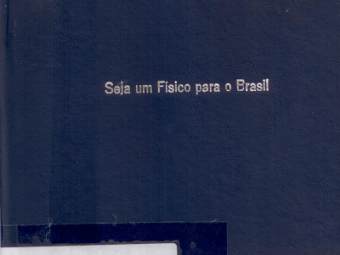 Seja um Físico para o Brasil